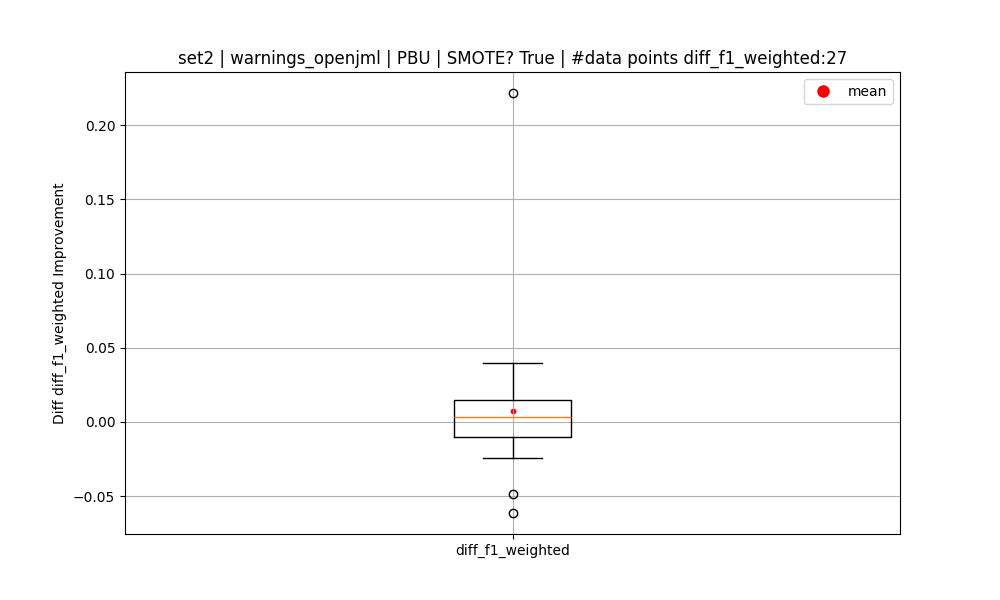 set2 | warnings_openjml | PBU | SMOTE? True | #data points diff_f1_weighted:27
mean
Diff diff_f1_weighted Improvement
0.20
0.15
0.10
0.05
0.00
−0.05
diff_f1_weighted